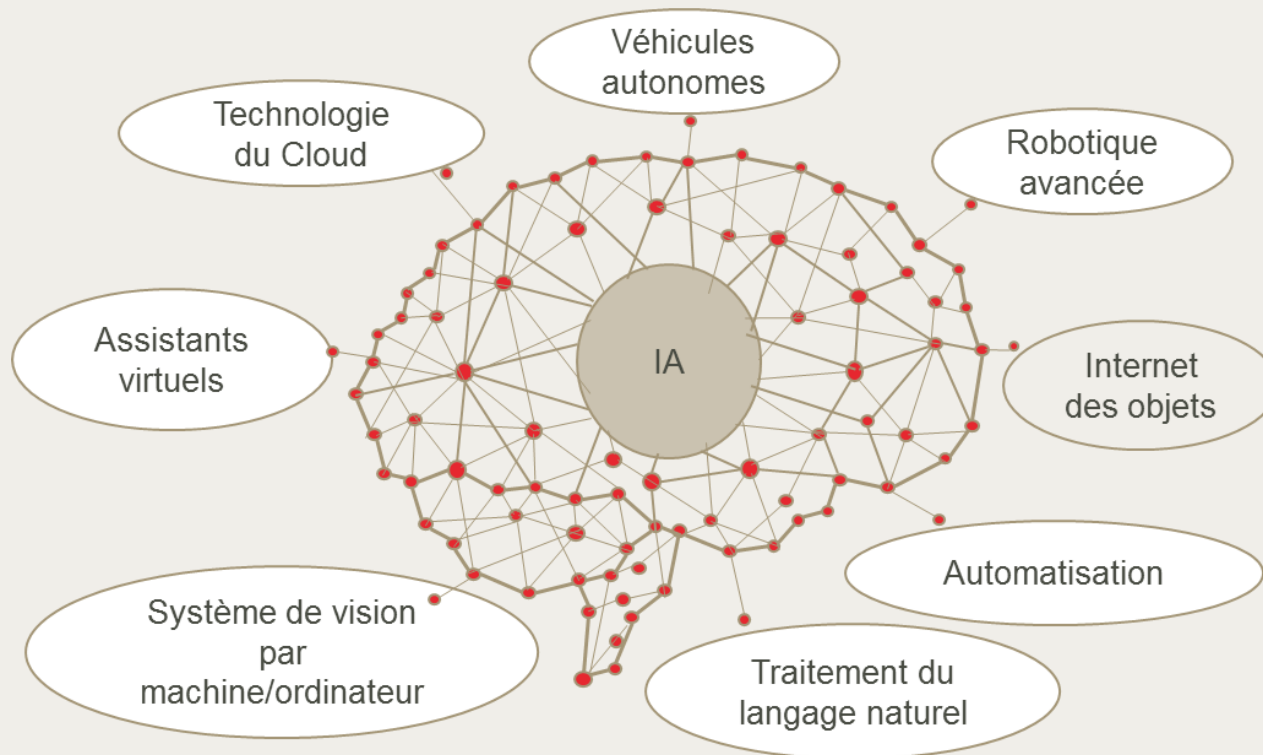 Véhicules
autonomes
Technologie
du Cloud
Robotique
avancée
Assistants
virtuels
IA
Internet
des objets
Automatisation
Système de vision
par
machine/ordinateur
Traitement du
langage naturel